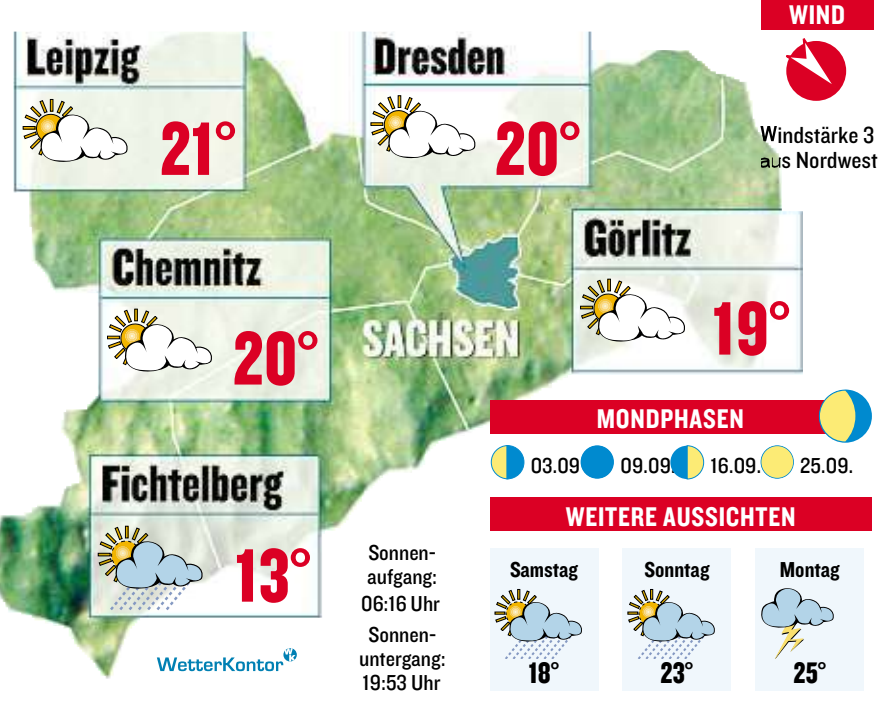 WIND
Windstärke 3
aus Nordwest
Leipzig
21°
Dresden
20°
Chemnitz
20°
Görlitz
19°
SACHSEN
Fichtelberg
13°
MONDPHASEN
03.09 09.09. 16.09. 25.09.
WEITERE AUSSICHTEN
Samstag
18°
Sonntag
23°
Montag
25°
Sonnen-
aufgang:
06:16 Uhr
Sonnen-
untergang:
19:53 Uhr
WetterKontor